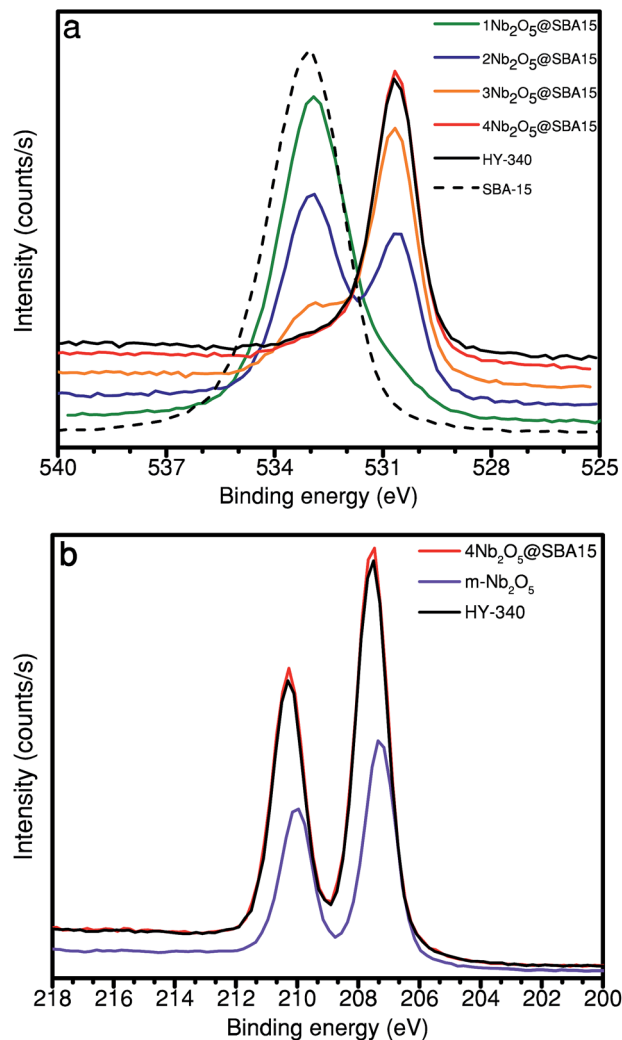 a
1Nb₂O₅@SBA15
2Nb₂O₅@SBA15
3Nb₂O₅@SBA15
4Nb₂O₅@SBA15
HY-340
SBA-15
Intensity (counts/s)
540 537 534 531 528 525
Binding energy (eV)
b
4Nb₂O₅@SBA15
m-Nb₂O₅
HY-340
Intensity (counts/s)
218 216 214 212 210 208 206 204 202 200
Binding energy (eV)